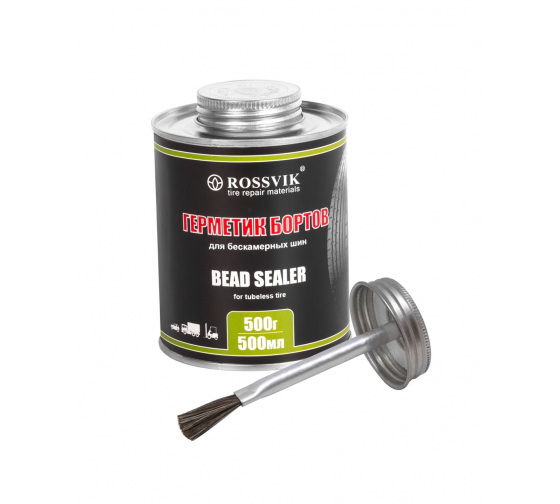 ROSSVIK®
tire repair materials
ГЕРМЕТИК БОРТОВ
для бескамерных шин
BEAD SEALER
for tubeless tire
500г
500мл